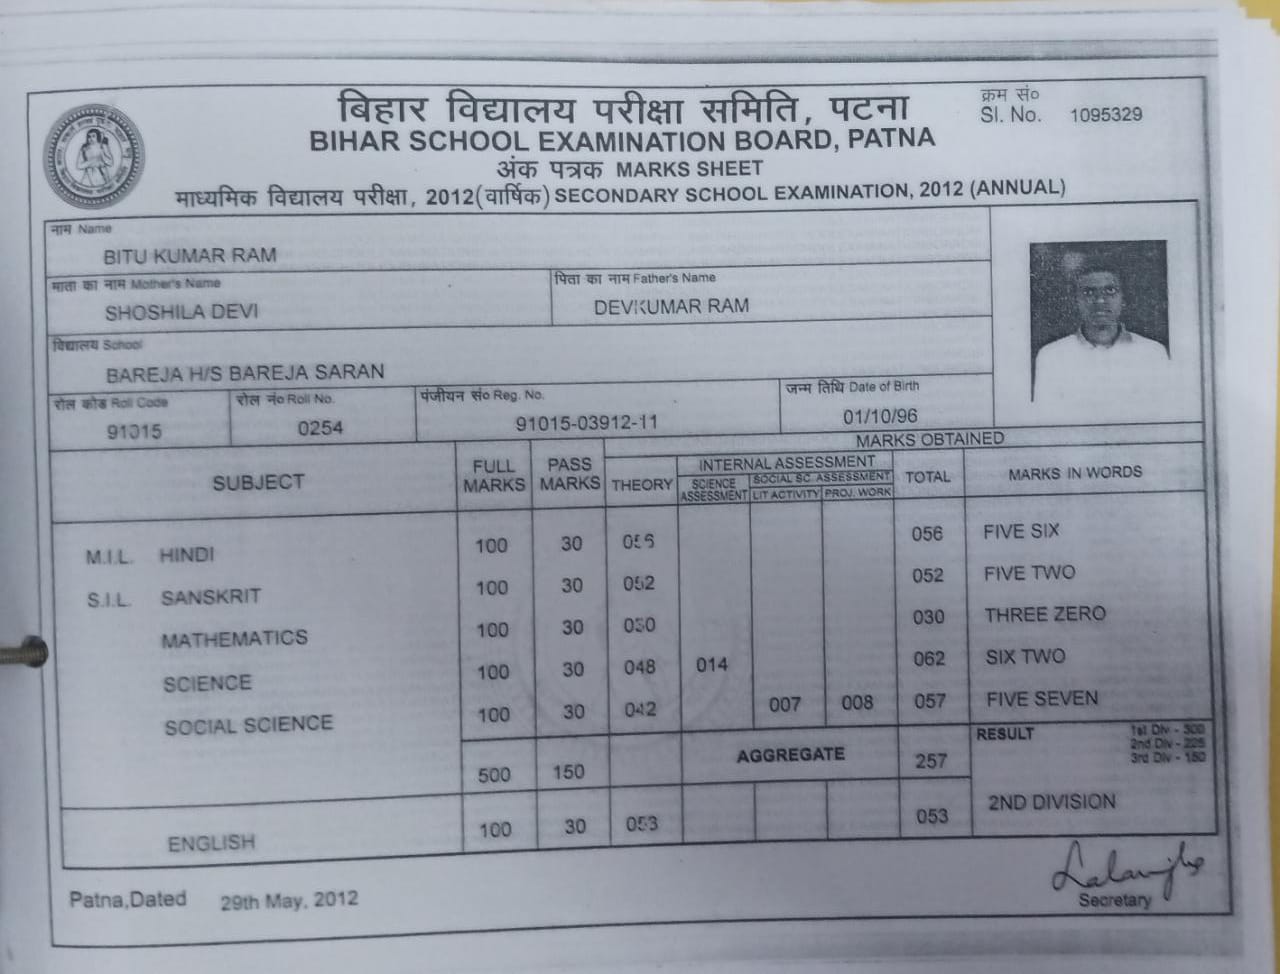 बिहार विद्यालय परीक्षा समिति, पटना
BIHAR SCHOOL EXAMINATION BOARD, PATNA
क्रम सं०
Sl. No. 1095329
अंक पत्रक MARKS SHEET
माध्यमिक विद्यालय परीक्षा, 2012(वार्षिक) SECONDARY SCHOOL EXAMINATION, 2012 (ANNUAL)
नाम Name
BITU KUMAR RAM
माता का नाम Mother's Name
SHOSHILA DEVI
पिता का नाम Father's Name
DEVKUMAR RAM
विद्यालय School
BAREJA H/S BAREJA SARAN
रोल कोड Roll Code
91015
रोल नं० Roll No.
0254
पंजीयन सं० Reg. No.
91015-03912-11
जन्म तिथि Date of Birth
01/10/96
MARKS OBTAINED
SUBJECT
FULL MARKS
PASS MARKS
THEORY
INTERNAL ASSESSMENT
SCIENCE ASSESSMENT
SOCIAL SC. ASSESSMENT
LIT ACTIVITY PROJ. WORK
TOTAL
MARKS IN WORDS
M.I.L. HINDI 100 30 056 056 FIVE SIX
S.I.L. SANSKRIT 100 30 052 052 FIVE TWO
MATHEMATICS 100 30 030 030 THREE ZERO
SCIENCE 100 30 048 014 062 SIX TWO
SOCIAL SCIENCE 100 30 042 007 008 057 FIVE SEVEN
500 150 AGGREGATE 257
RESULT
1st Div - 300
2nd Div - 225
3rd Div - 150
2ND DIVISION
ENGLISH 100 30 053 053
Patna,Dated 29th May, 2012
Secretary